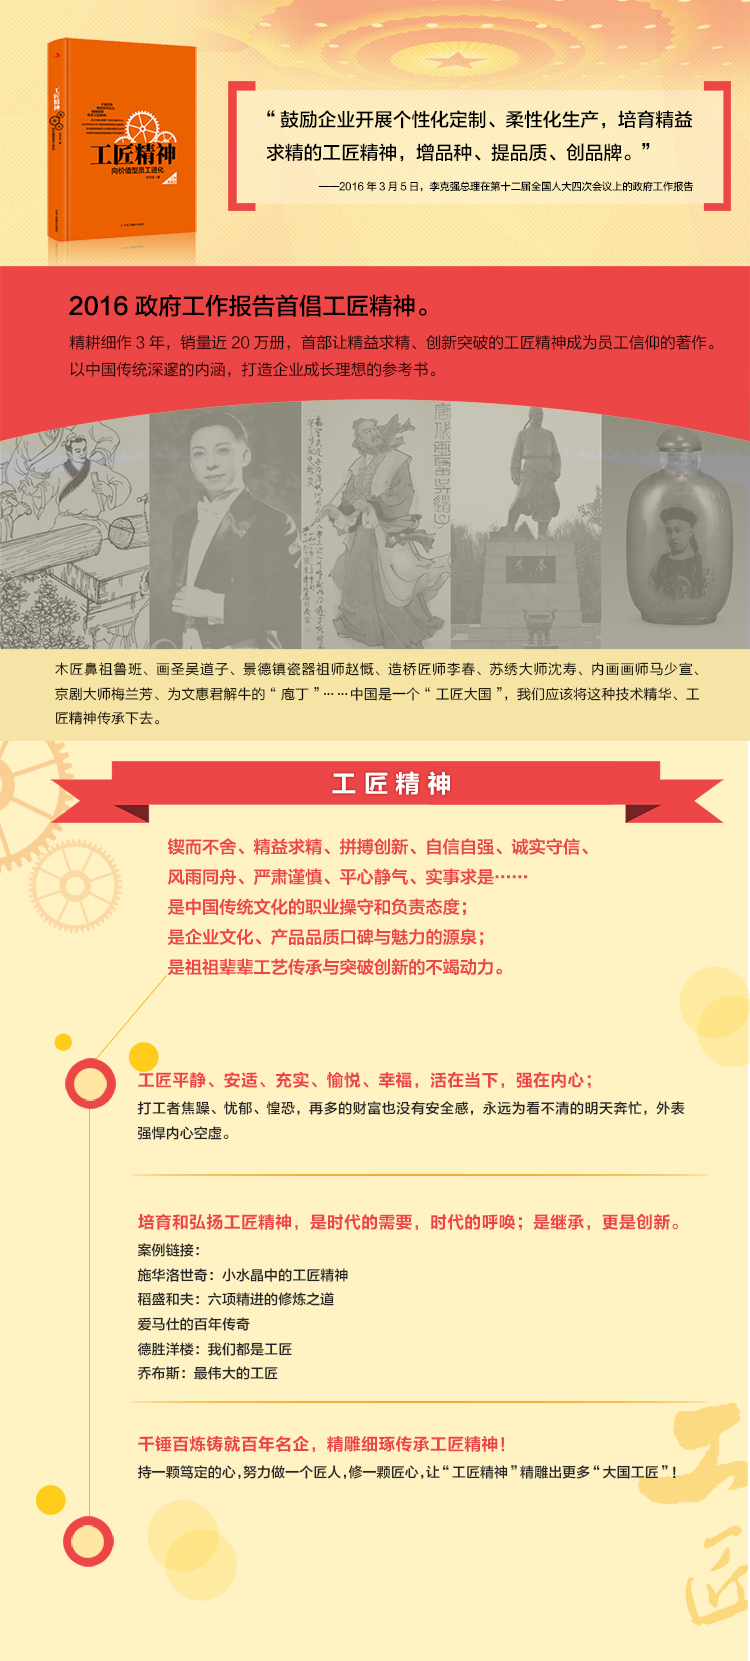 工匠精神
工匠精神
向价值型员工进化
“鼓励企业开展个性化定制、柔性化生产，培育精益
求精的工匠精神，增品种、提品质、创品牌。”
——2016 年 3 月 5 日，李克强总理在第十二届全国人大四次会议上的政府工作报告
2016 政府工作报告首倡工匠精神。
精耕细作 3 年，销量近 20 万册，首部让精益求精、创新突破的工匠精神成为员工信仰的著作。
以中国传统深邃的内涵，打造企业成长理想的参考书。
李春
木匠鼻祖鲁班、画圣吴道子、景德镇瓷器祖师赵慨、造桥匠师李春、苏绣大师沈寿、内画画师马少宣、
京剧大师梅兰芳、为文惠君解牛的“庖丁”……中国是一个“工匠大国”，我们应该将这种技术精华、工
匠精神传承下去。
工匠精神
锲而不舍、精益求精、拼搏创新、自信自强、诚实守信、
风雨同舟、严肃谨慎、平心静气、实事求是……
是中国传统文化的职业操守和负责态度；
是企业文化、产品品质口碑与魅力的源泉；
是祖祖辈辈工艺传承与突破创新的不竭动力。
工匠平静、安适、充实、愉悦、幸福，活在当下，强在内心；
打工者焦躁、忧郁、惶恐，再多的财富也没有安全感，永远为看不清的明天奔忙，外表
强悍内心空虚。
培育和弘扬工匠精神，是时代的需要，时代的呼唤；是继承，更是创新。
案例链接：
施华洛世奇：小水晶中的工匠精神
稻盛和夫：六项精进的修炼之道
爱马仕的百年传奇
德胜洋楼：我们都是工匠
乔布斯：最伟大的工匠
千锤百炼铸就百年名企，精雕细琢传承工匠精神！
持一颗笃定的心，努力做一个匠人，修一颗匠心，让“工匠精神”精雕出更多“大国工匠”！
工
匠